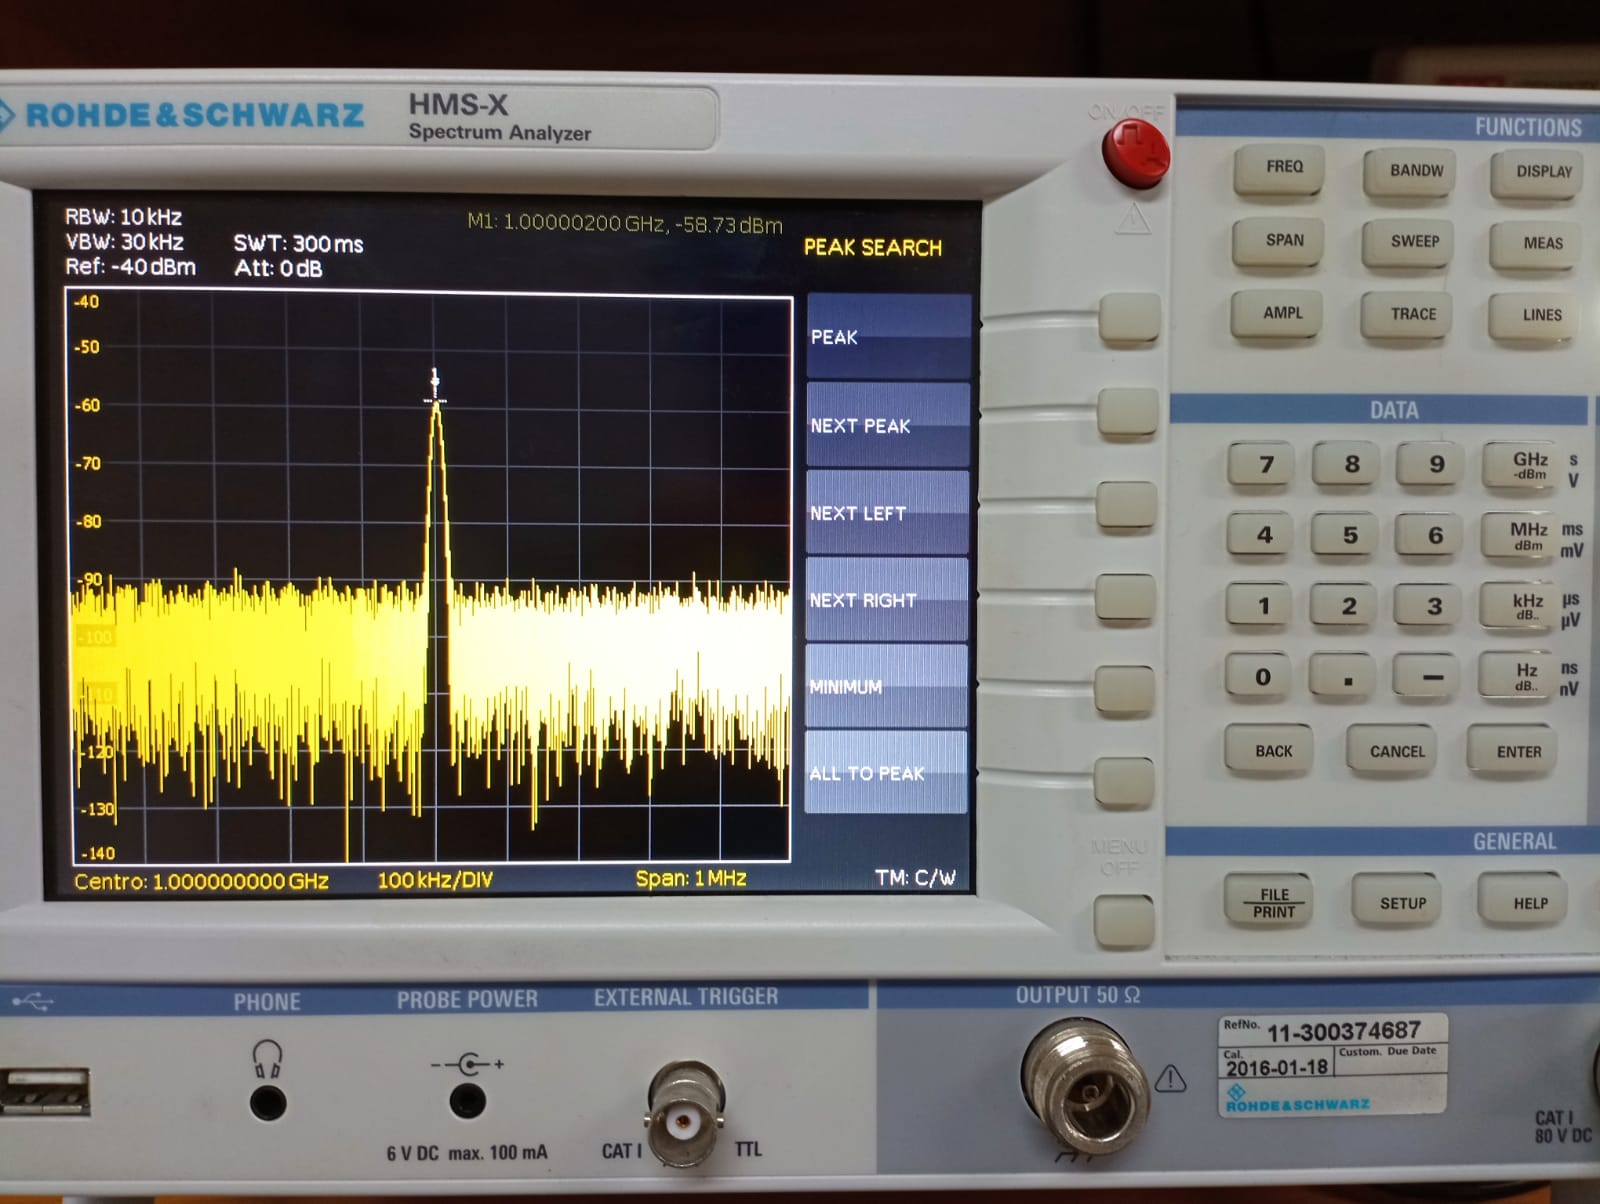 ROHDE&SCHWARZ
HMS-X
Spectrum Analyzer
ON/OFF
RBW: 10 kHz
VBW: 30 kHz
SWT: 300 ms
Ref: -40 dBm
Att: 0 dB
M1: 1.00000200 GHz, -58.73 dBm
PEAK SEARCH
-40
-50
-60
-70
-80
-90
-100
-110
-120
-130
-140
1
PEAK
NEXT PEAK
NEXT LEFT
NEXT RIGHT
MINIMUM
ALL TO PEAK
Centro: 1.000000000 GHz
100 kHz/DIV
Span: 1 MHz
TM: C/W
MENU
OFF
FUNCTIONS
FREQ
BANDW
DISPLAY
SPAN
SWEEP
MEAS
AMPL
TRACE
LINES
DATA
7
8
9
GHz
-dBm
s
V
4
5
6
MHz
dBm
ms
mV
1
2
3
kHz
dB..
µs
µV
0
.
–
Hz
dB..
ns
nV
BACK
CANCEL
ENTER
GENERAL
FILE
PRINT
SETUP
HELP
PHONE
PROBE POWER
EXTERNAL TRIGGER
OUTPUT 50 Ω
6 V DC max. 100 mA
CAT I
TTL
RefNo. 11-300374687
Cal.
2016-01-18
Custom. Due Date
ROHDE&SCHWARZ
CAT I
80 V DC